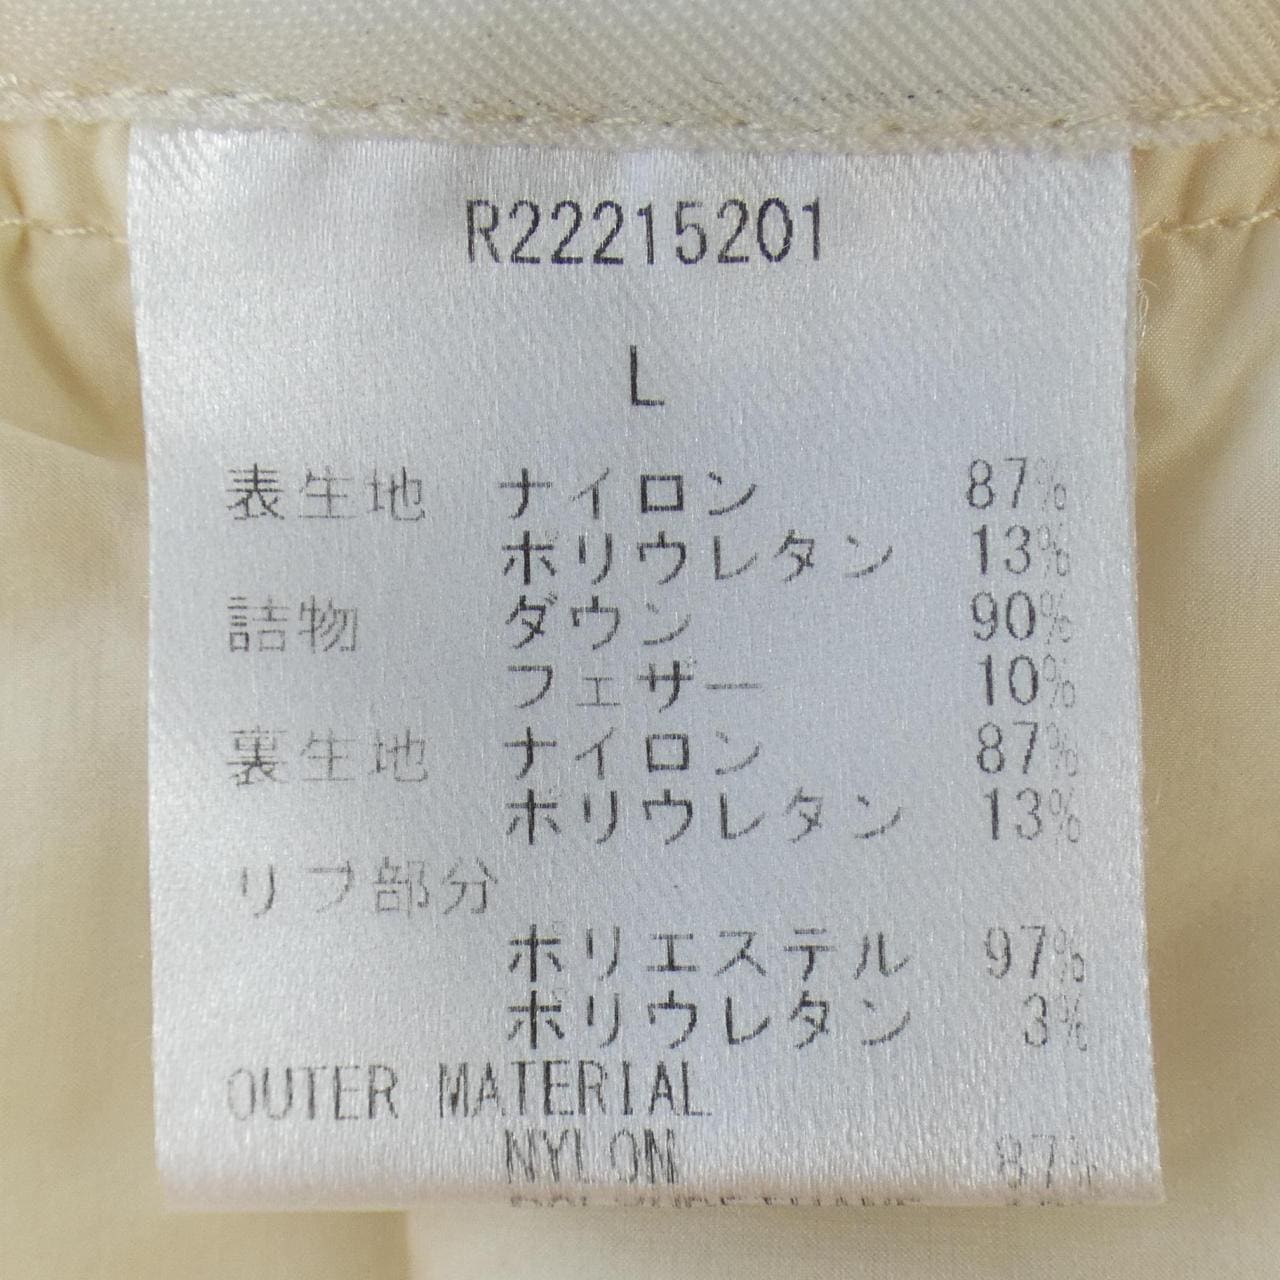 R22215201
L
表生地 ナイロン 87%
ポリウレタン 13%
詰物 ダウン 90%
フェザー 10%
裏生地 ナイロン 87%
ポリウレタン 13%
リブ部分
ポリエステル 97%
ポリウレタン 3%
OUTER MATERIAL
NYLON 87%